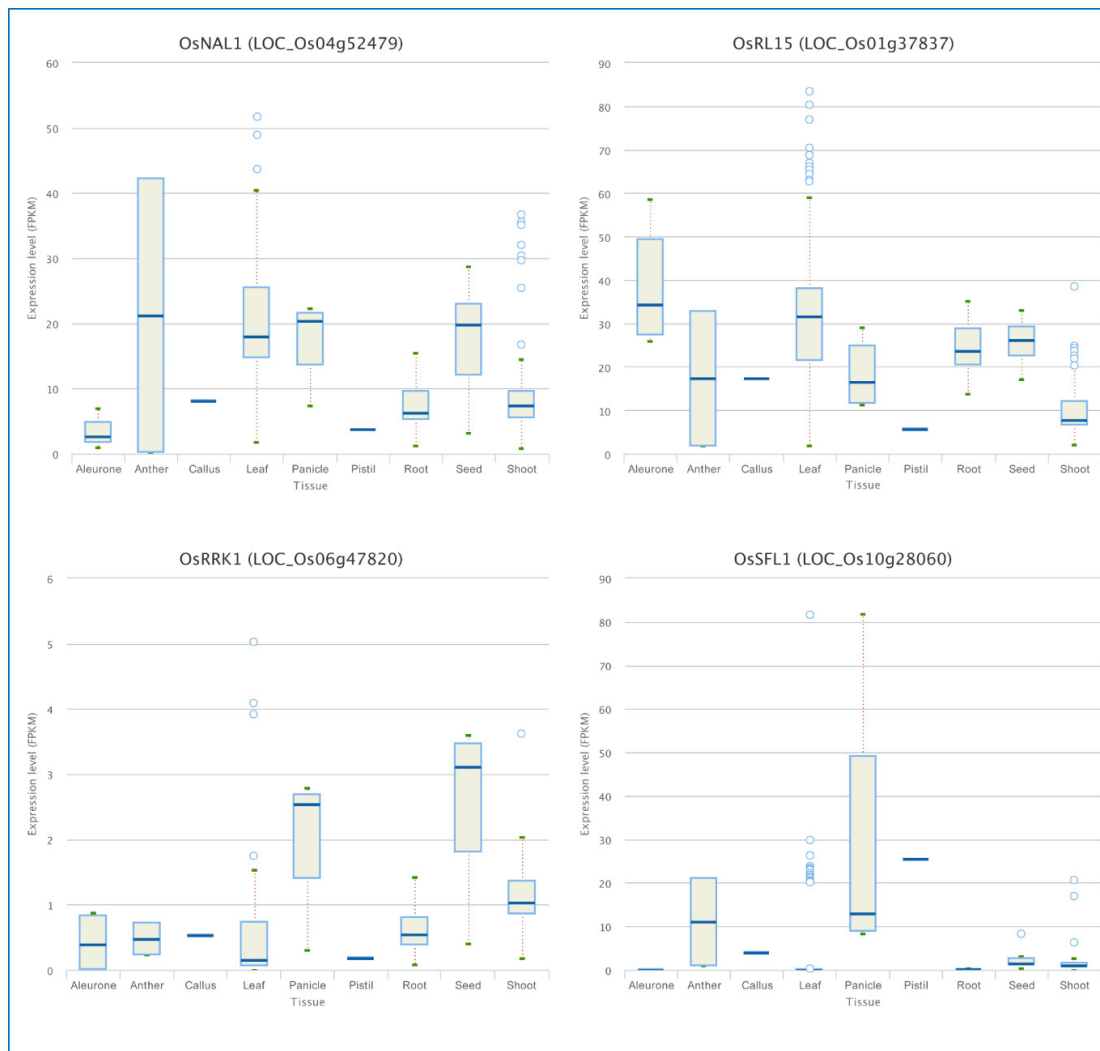 OsNAL1 (LOC_Os04g52479)
60
50
40
30
20
10
0
Expression level (FPKM)
Aleurone Anther Callus Leaf Panicle Pistil Root Seed Shoot
Tissue
OsRL15 (LOC_Os01g37837)
90
80
70
60
50
40
30
20
10
0
Expression level (FPKM)
Aleurone Anther Callus Leaf Panicle Pistil Root Seed Shoot
Tissue
OsRRK1 (LOC_Os06g47820)
6
5
4
3
2
1
0
Expression level (FPKM)
Aleurone Anther Callus Leaf Panicle Pistil Root Seed Shoot
Tissue
OsSFL1 (LOC_Os10g28060)
90
80
70
60
50
40
30
20
10
0
Expression level (FPKM)
Aleurone Anther Callus Leaf Panicle Pistil Root Seed Shoot
Tissue